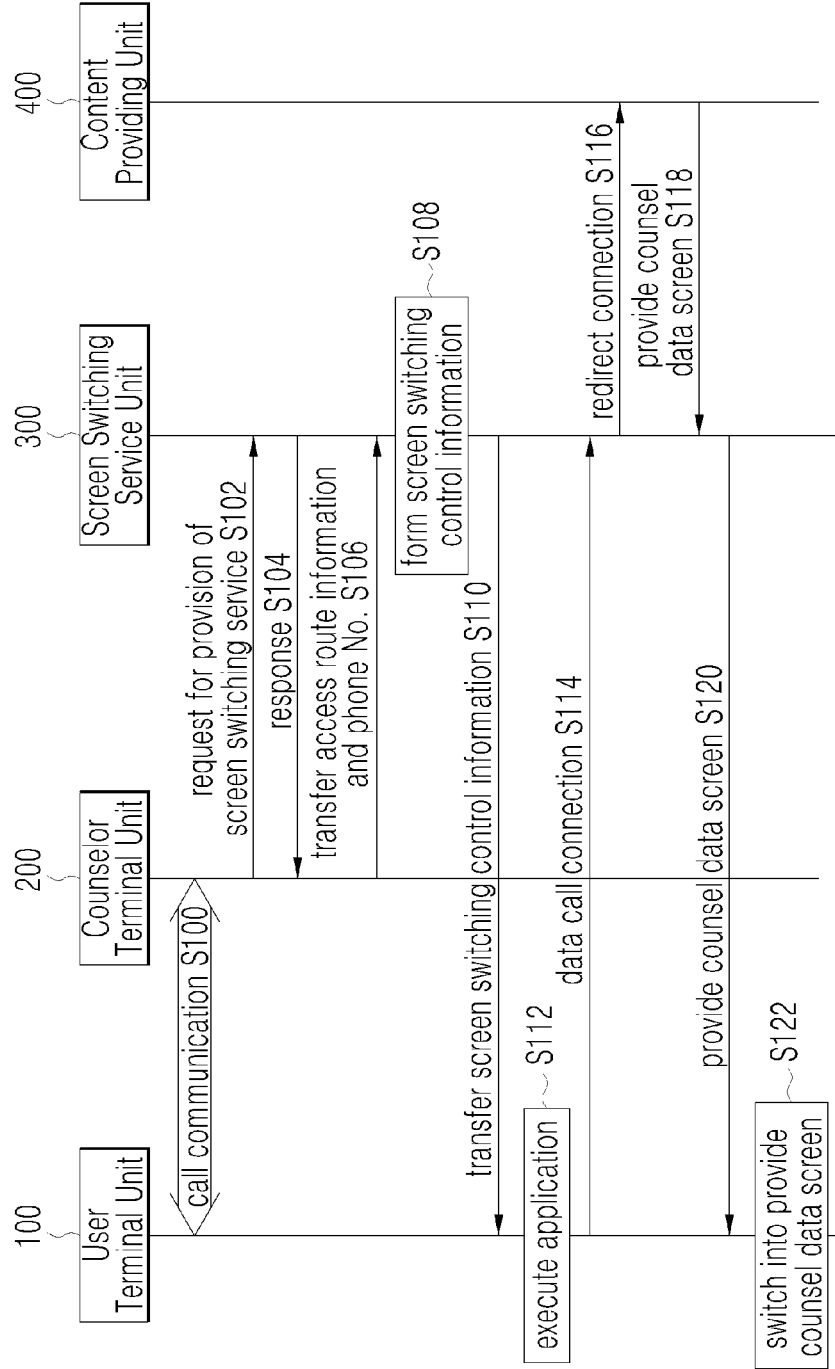 100
User
Terminal Unit
200
Counselor
Terminal Unit
300
Screen Switching
Service Unit
400
Content
Providing Unit
call communication S100
request for provision of
screen switching service S102
response S104
transfer access route information
and phone No. S106
form screen switching
control information
S108
transfer screen switching control information S110
execute application
S112
data call connection S114
redirect connection S116
provide counsel
data screen S118
provide counsel data screen S120
switch into provide
counsel data screen
S122